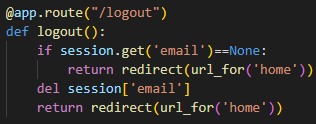 @app.route("/logout")
def logout():
    if session.get('email')==None:
        return redirect(url_for('home'))
    del session['email']
    return redirect(url_for('home'))